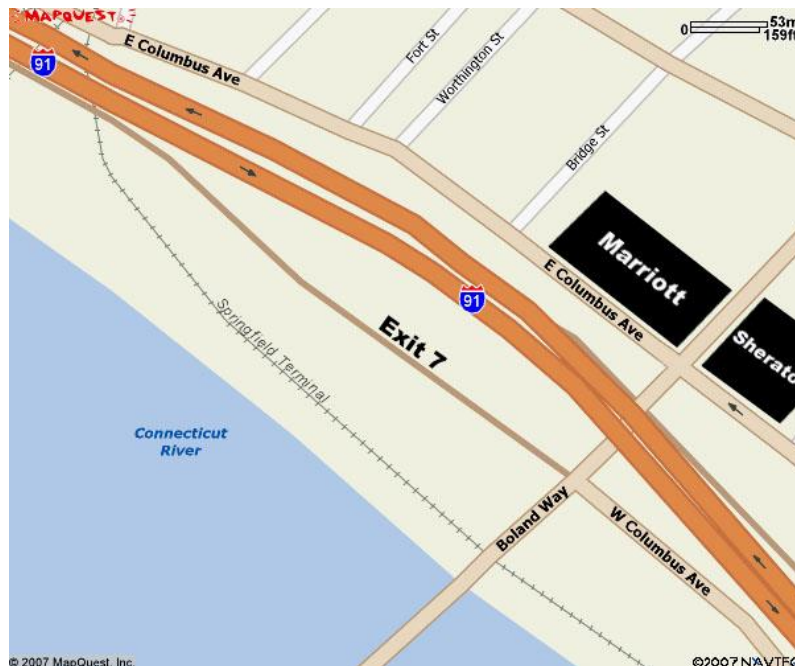 MAPQUEST
53m
0
159ft
E Columbus Ave
Fort St
Worthington St
91
Bridge St
Marriott
E Columbus Ave
91
Exit 7
Springfield Terminal
Sherato
Connecticut
River
Boland Way
W Columbus Ave
© 2007 MapQuest, Inc.
©2007 NAVTEQ